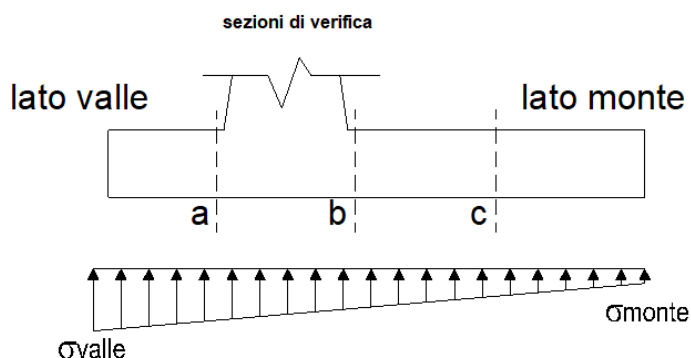 sezioni di verifica
lato valle
lato monte
a
b
c
σmonte
σvalle